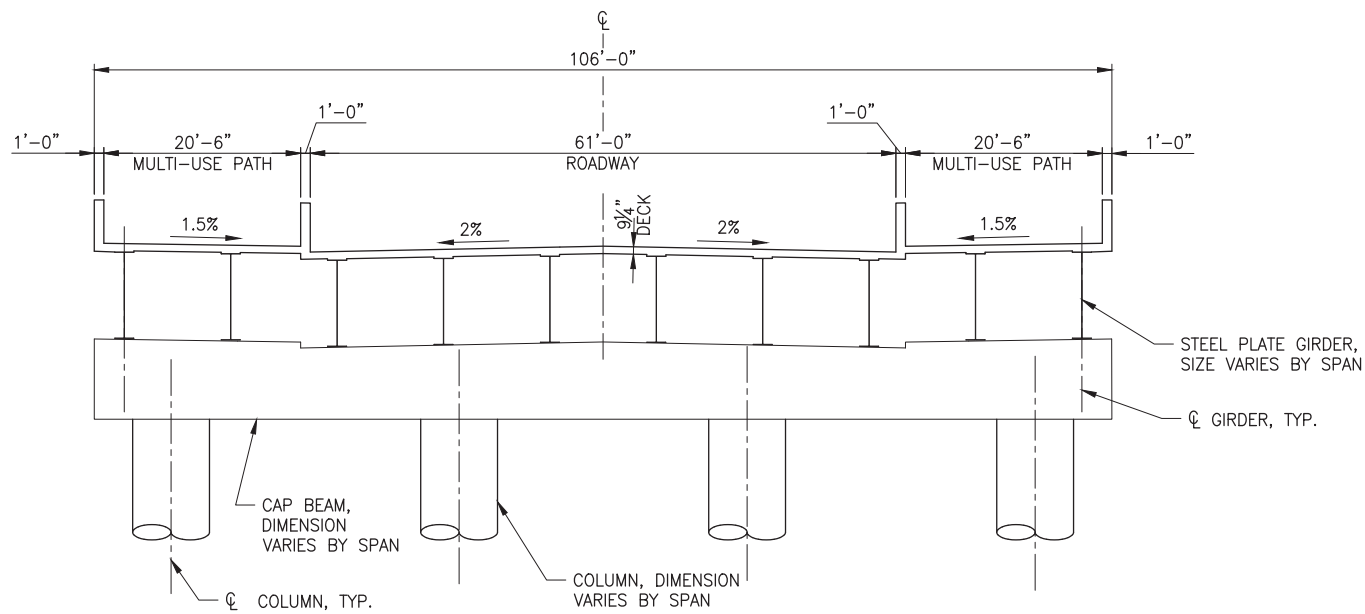 ℄
106'-0"
1'-0"
1'-0"
1'-0"
20'-6"
61'-0"
20'-6"
1'-0"
MULTI-USE PATH
ROADWAY
MULTI-USE PATH
1.5%
2%
9¼"
DECK
2%
1.5%
STEEL PLATE GIRDER,
SIZE VARIES BY SPAN
℄ GIRDER, TYP.
CAP BEAM,
DIMENSION
VARIES BY SPAN
COLUMN, DIMENSION
VARIES BY SPAN
℄ COLUMN, TYP.